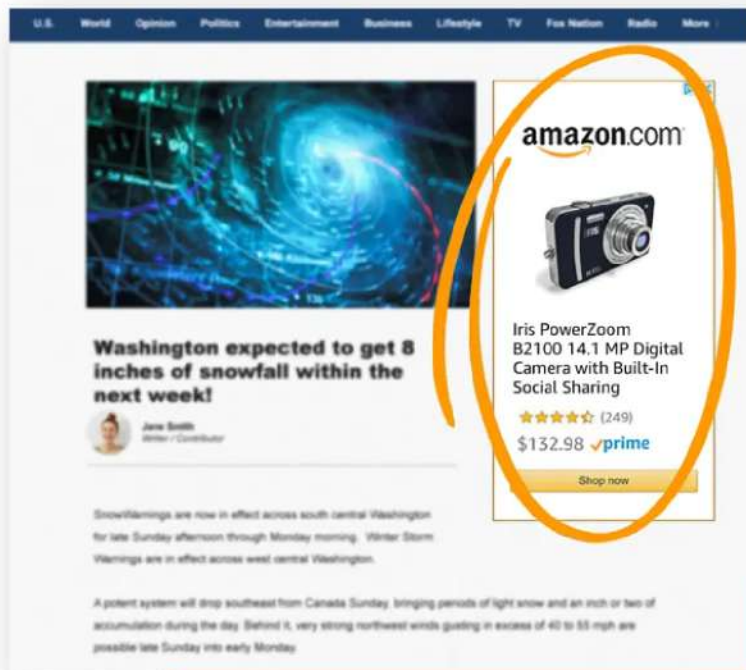 U.S. World Opinion Politics Entertainment Business Lifestyle TV Fox Nation Radio More
amazon.com
Iris PowerZoom
B2100 14.1 MP Digital
Camera with Built-In
Social Sharing
(249)
$132.98 prime
Shop now
Washington expected to get 8
inches of snowfall within the
next week!
Jane Smith
Writer / Contributor
SnowWarnings are now in effect across south central Washington
for late Sunday afternoon through Monday morning. Winter Storm
Warnings are in effect across west central Washington.
A potent system will drop southeast from Canada Sunday, bringing periods of light snow and an inch or two of
accumulation during the day. Behind it, very strong northwest winds gusting in excess of 40 to 55 mph are
possible late Sunday into early Monday.